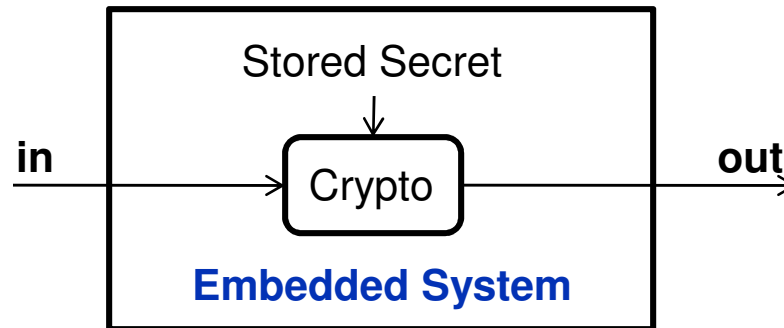 Stored Secret
in
out
Crypto
Embedded System